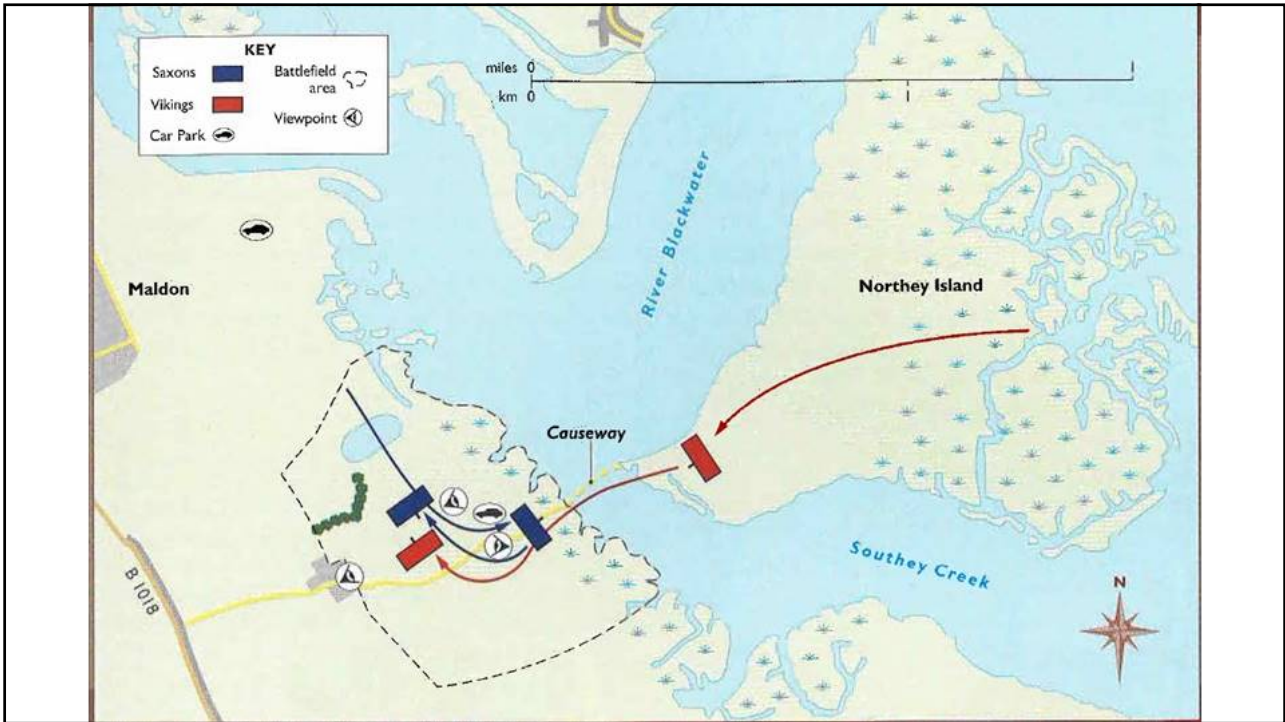 KEY
Saxons
Battlefield
area
Vikings
Viewpoint
Car Park
miles 0
km 0
1
1
River Blackwater
Maldon
Northey Island
Causeway
Southey Creek
B 1018
N